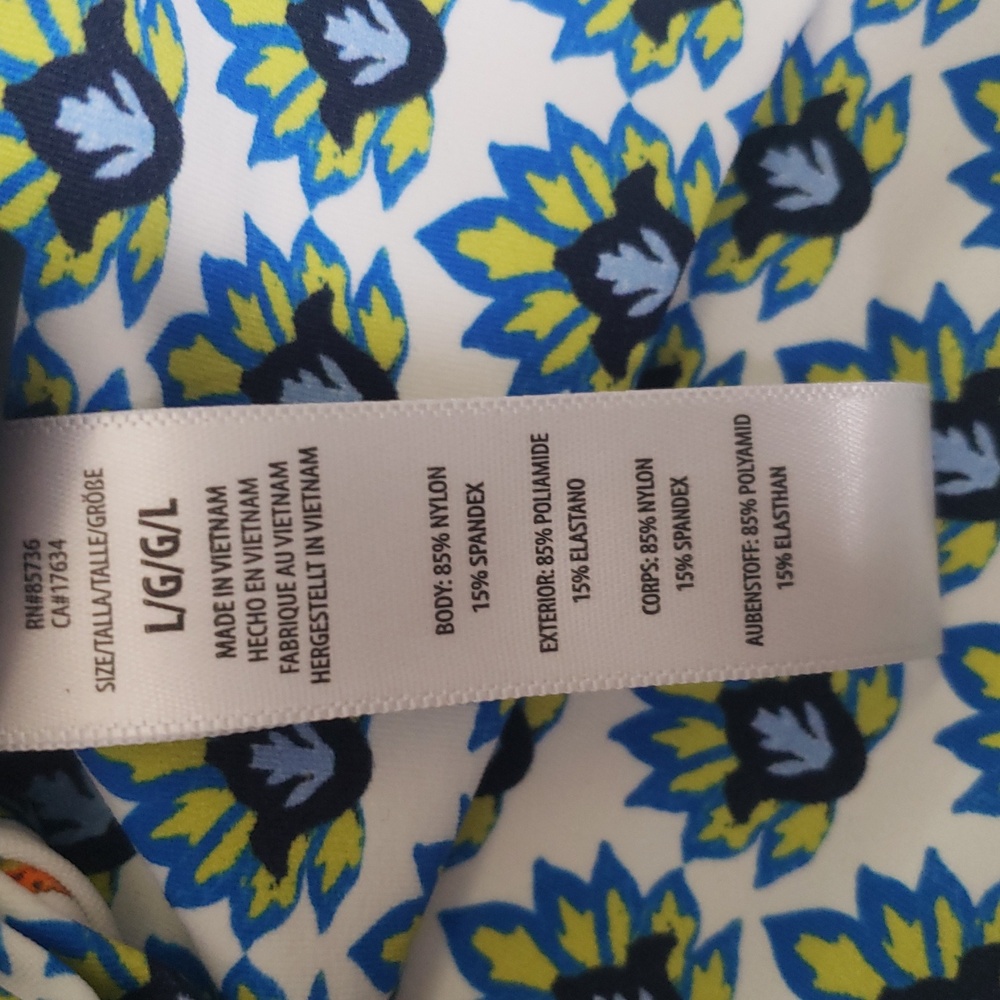 RN#85736
CA#17634
SIZE/TALLA/TALLE/GRÖßE
L/G/G/L
MADE IN VIETNAM
HECHO EN VIETNAM
FABRIQUE AU VIETNAM
HERGESTELLT IN VIETNAM
BODY: 85% NYLON
15% SPANDEX
EXTERIOR: 85% POLIAMIDE
15% ELASTANO
CORPS: 85% NYLON
15% SPANDEX
AUBENSTOFF: 85% POLYAMID
15% ELASTHAN